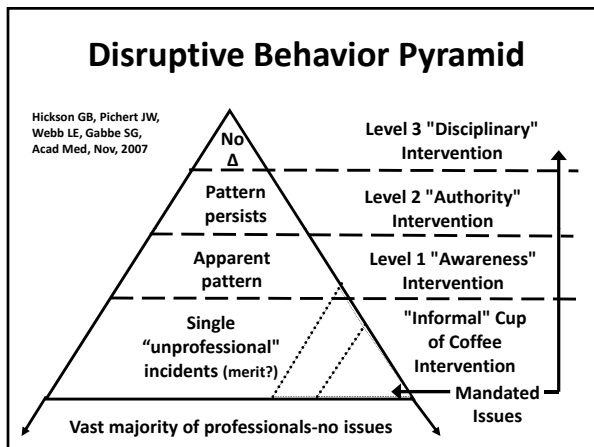 Disruptive Behavior Pyramid
Hickson GB, Pichert JW,
Webb LE, Gabbe SG,
Acad Med, Nov, 2007
No
Δ
Level 3 "Disciplinary"
Intervention
Pattern
persists
Level 2 "Authority"
Intervention
Apparent
pattern
Level 1 "Awareness"
Intervention
Single
“unprofessional"
incidents (merit?)
"Informal" Cup
of Coffee
Intervention
Mandated
Issues
Vast majority of professionals-no issues